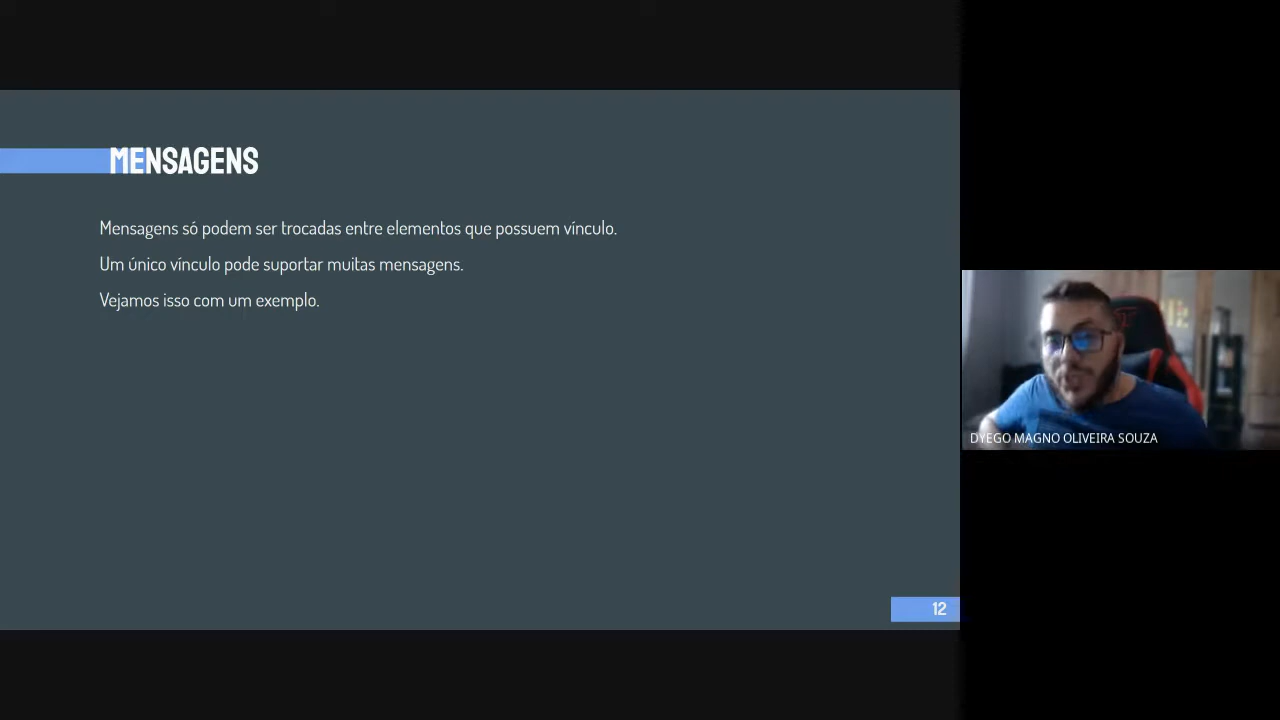 MENSAGENS
Mensagens só podem ser trocadas entre elementos que possuem vínculo.
Um único vínculo pode suportar muitas mensagens.
Vejamos isso com um exemplo.
12
DYEGO MAGNO OLIVEIRA SOUZA